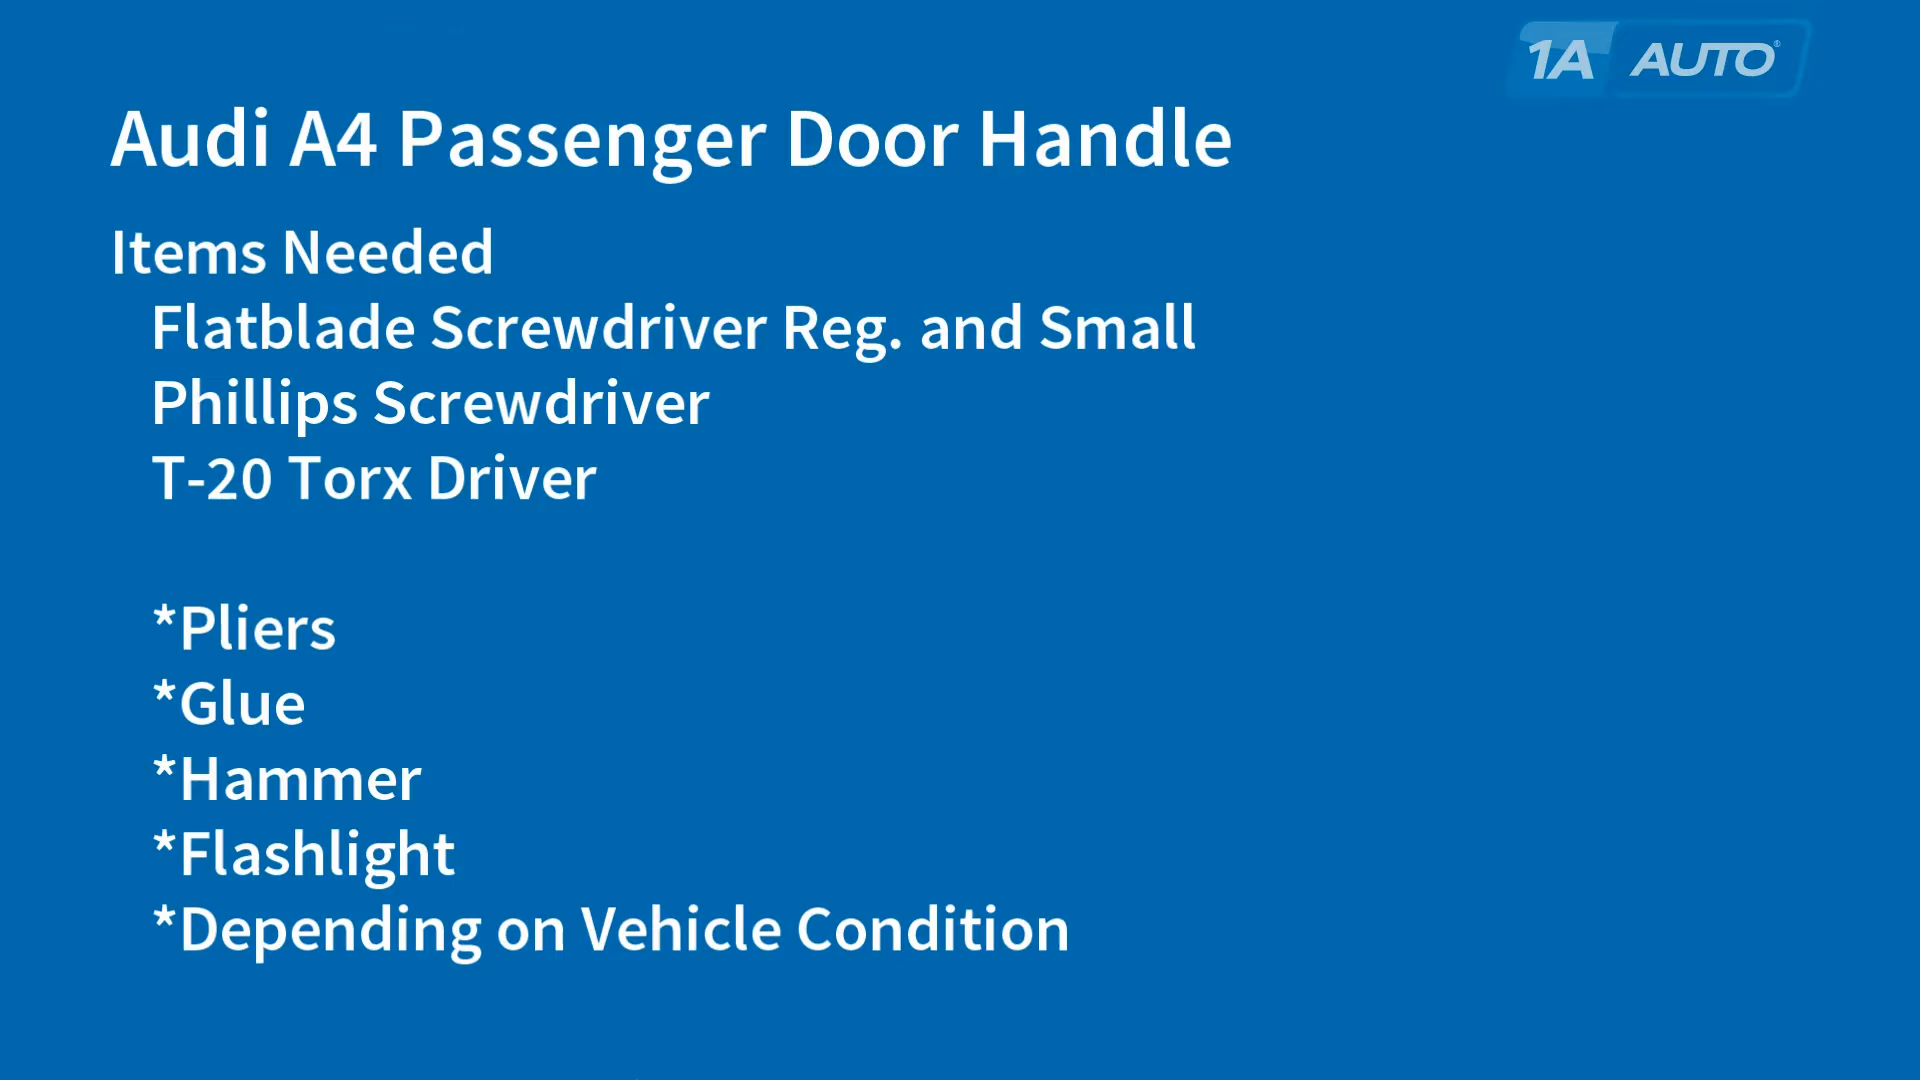 1A AUTO®
Audi A4 Passenger Door Handle
Items Needed
Flatblade Screwdriver Reg. and Small
Phillips Screwdriver
T-20 Torx Driver
*Pliers
*Glue
*Hammer
*Flashlight
*Depending on Vehicle Condition